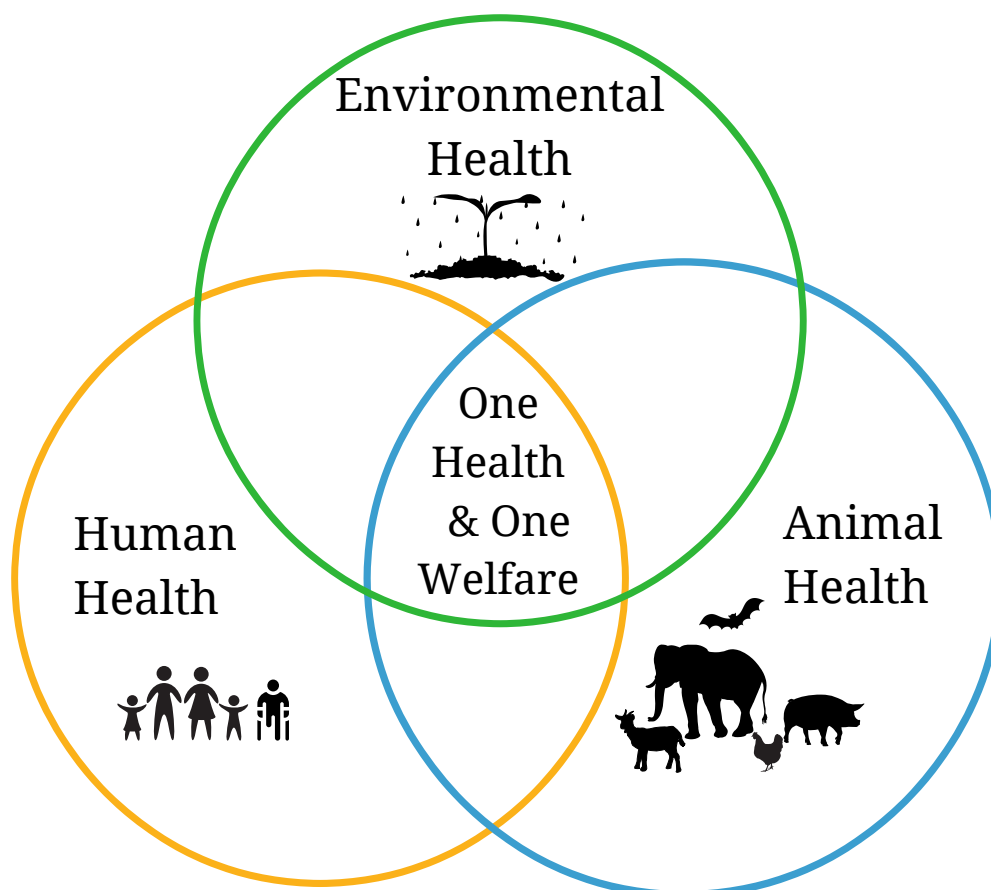 Environmental
Health
One
Health
& One
Welfare
Human
Health
Animal
Health